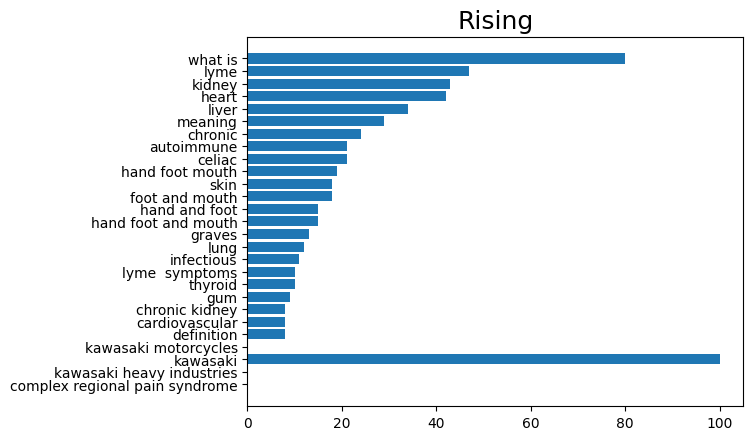 Rising
what is
lyme
kidney
heart
liver
meaning
chronic
autoimmune
celiac
hand foot mouth
skin
foot and mouth
hand and foot
hand foot and mouth
graves
lung
infectious
lyme  symptoms
thyroid
gum
chronic kidney
cardiovascular
definition
kawasaki motorcycles
kawasaki
kawasaki heavy industries
complex regional pain syndrome
0 20 40 60 80 100